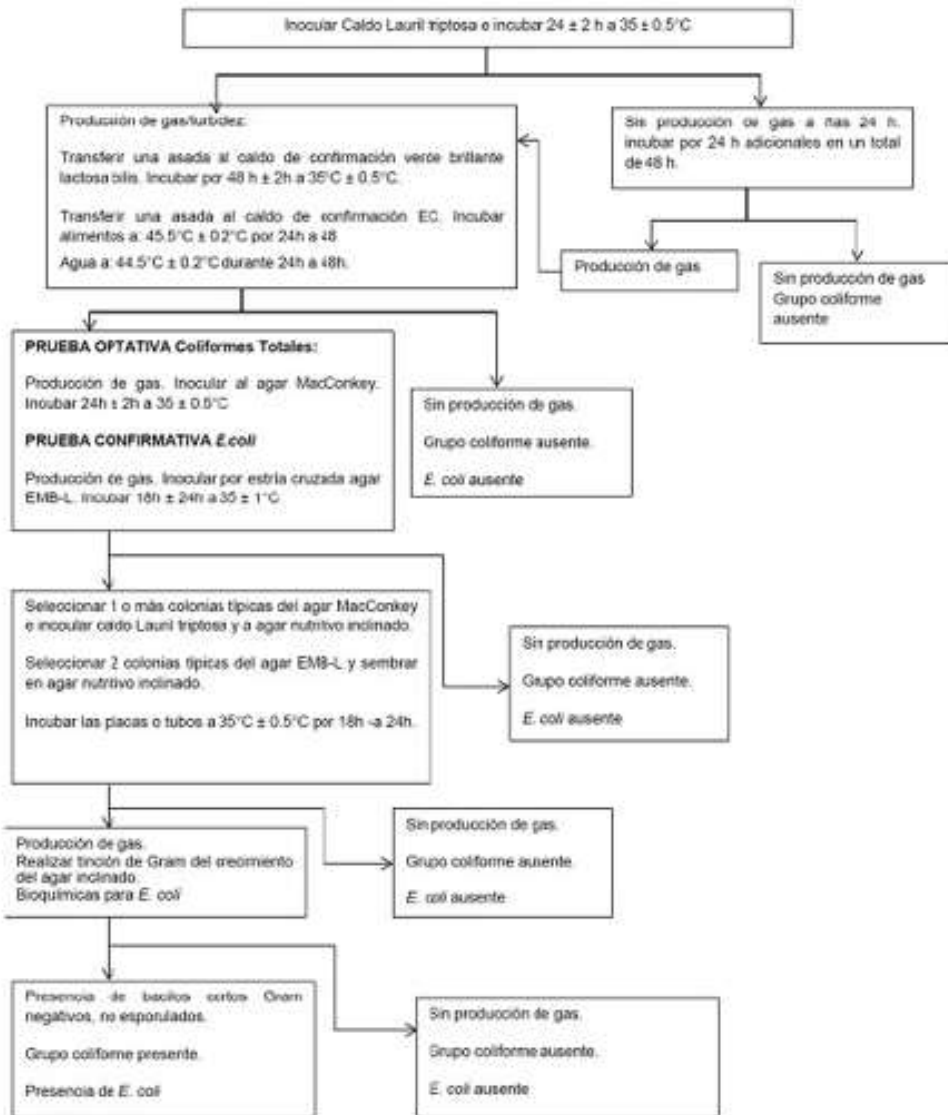 Inocular Caldo Lauril triptosa e incubar 24 ± 2 h a 35 ± 0.5°C
Producción de gas/turbidez:
Transferir una asada al caldo de confirmación verde brillante
lactosa bilis. Incubar por 48 h ± 2h a 35°C ± 0.5°C.
Transferir una asada al caldo de confirmación EC. Incubar
alimentos a: 45.5°C ± 0.2°C por 24h a 48
Agua a: 44.5°C ± 0.2°C durante 24h a 48h.
Sin producción de gas a las 24 h.
incubar por 24 h adicionales en un total
de 48 h.
Producción de gas
Sin producción de gas
Grupo coliforme
ausente
PRUEBA OPTATIVA Coliformes Totales:
Producción de gas. Inocular al agar MacConkey.
Incubar 24h ± 2h a 35 ± 0.5°C
PRUEBA CONFIRMATIVA E.coli
Producción de gas. Inocular por estría cruzada agar
EMB-L. Incubar 18h ± 24h a 35 ± 1°C
Sin producción de gas.
Grupo coliforme ausente.
E. coli ausente
Seleccionar 1 o más colonias típicas del agar MacConkey
e inocular caldo Lauril triptosa y a agar nutritivo inclinado.
Seleccionar 2 colonias típicas del agar EMB-L y sembrar
en agar nutritivo inclinado.
Incubar las placas o tubos a 35°C ± 0.5°C por 18h -a 24h.
Sin producción de gas.
Grupo coliforme ausente.
E. coli ausente
Producción de gas.
Realizar tinción de Gram del crecimiento
del agar inclinado.
Bioquímicas para E. coli
Sin producción de gas.
Grupo coliforme ausente.
E. coli ausente
Presencia de bacilos cortos Gram
negativos, no esporulados.
Grupo coliforme presente.
Presencia de E. coli
Sin producción de gas.
Grupo coliforme ausente.
E. coli ausente